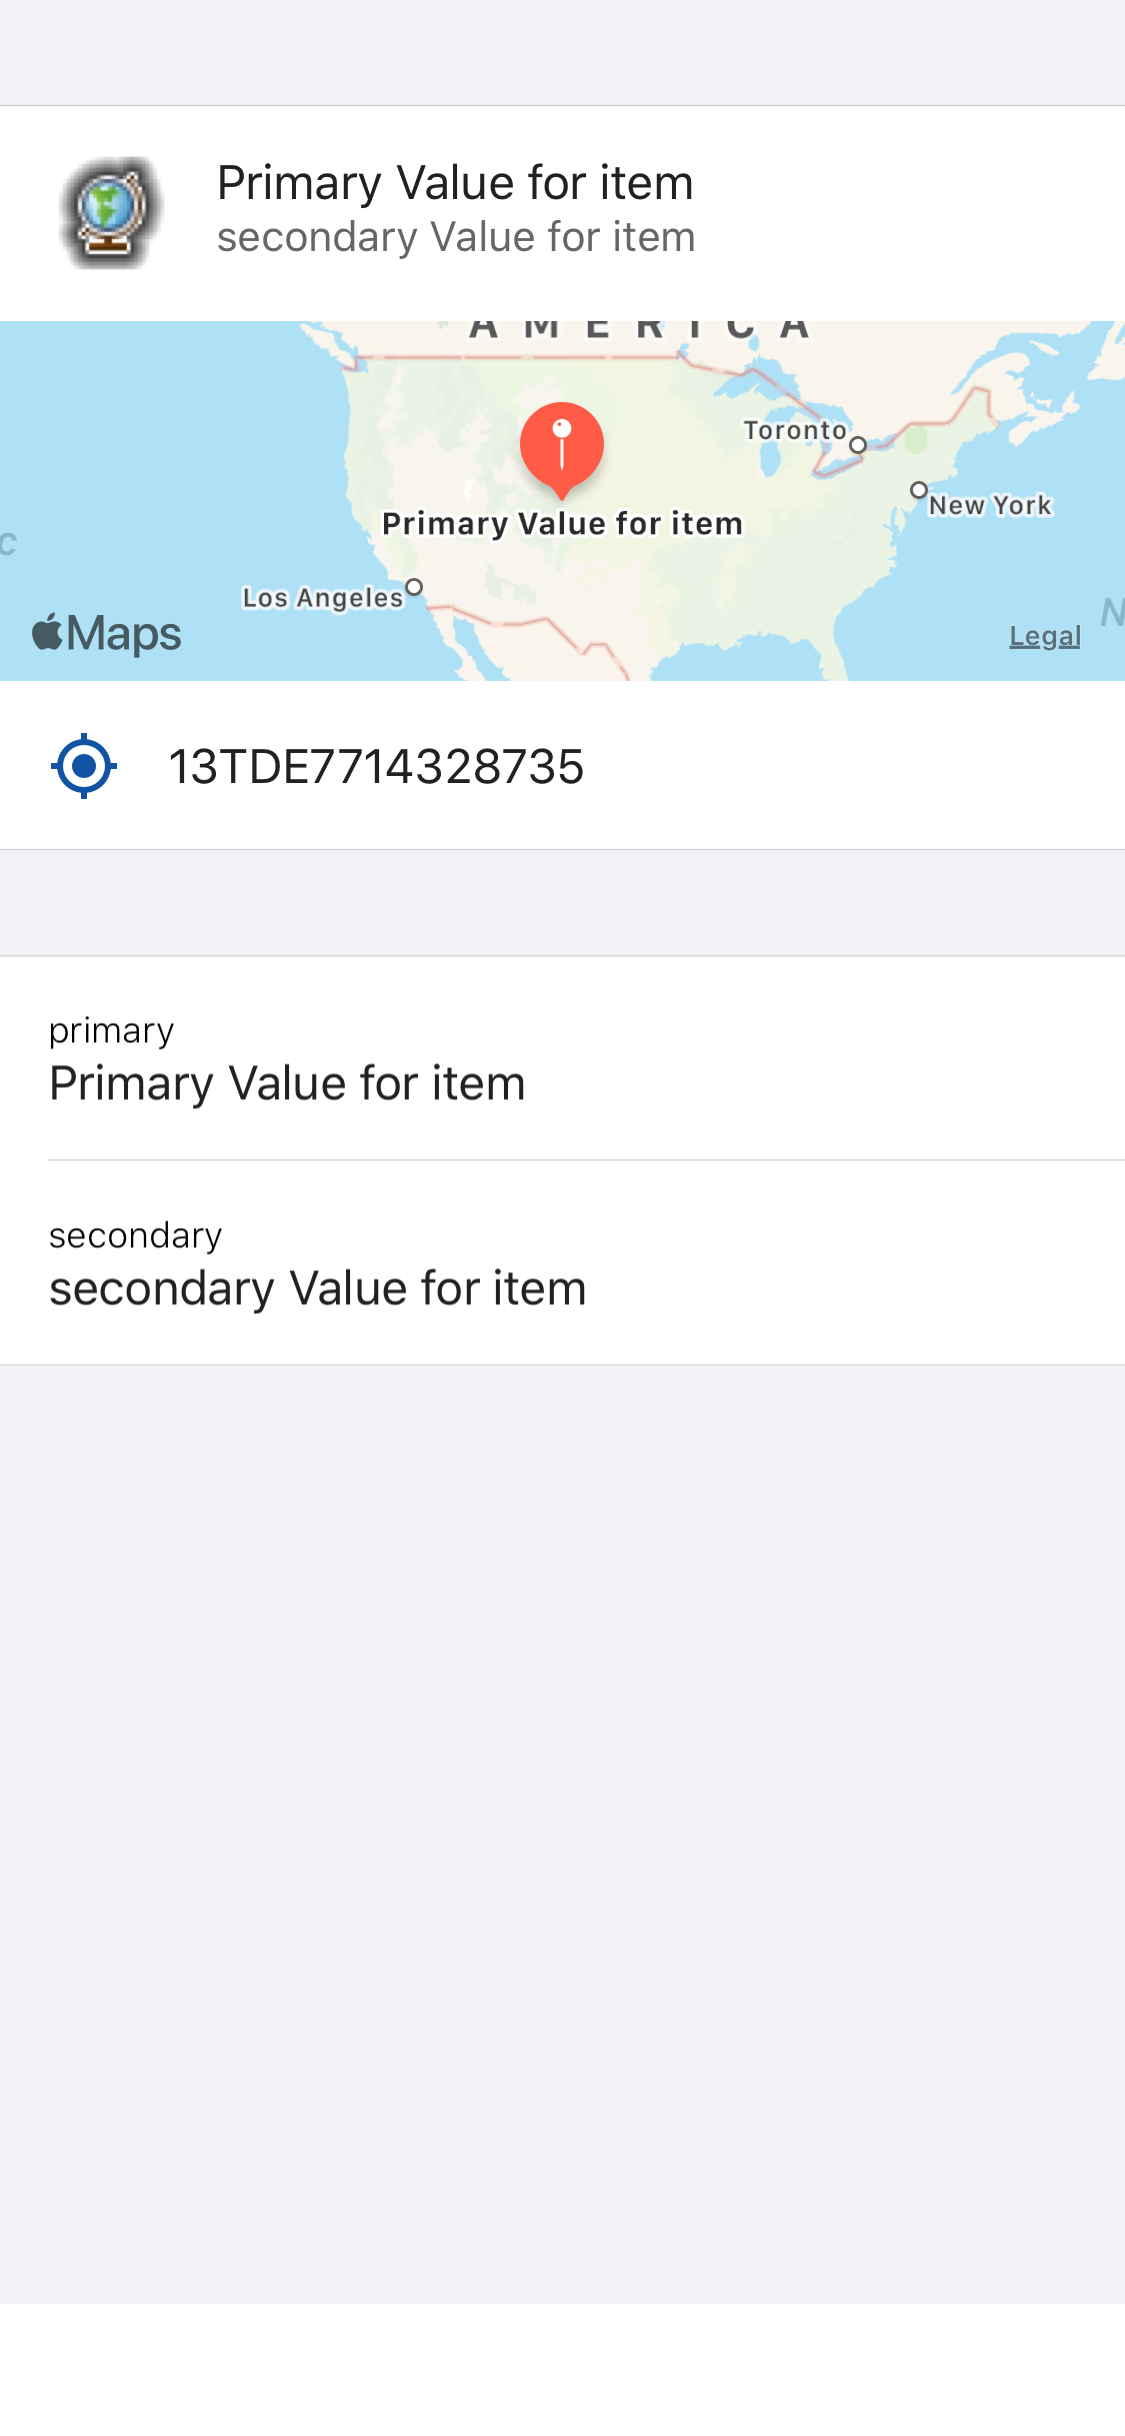 Primary Value for item
secondary Value for item
AMERICA
Toronto
New York
Primary Value for item
c
Los Angeles
N
Maps
Legal
13TDE7714328735
primary
Primary Value for item
secondary
secondary Value for item